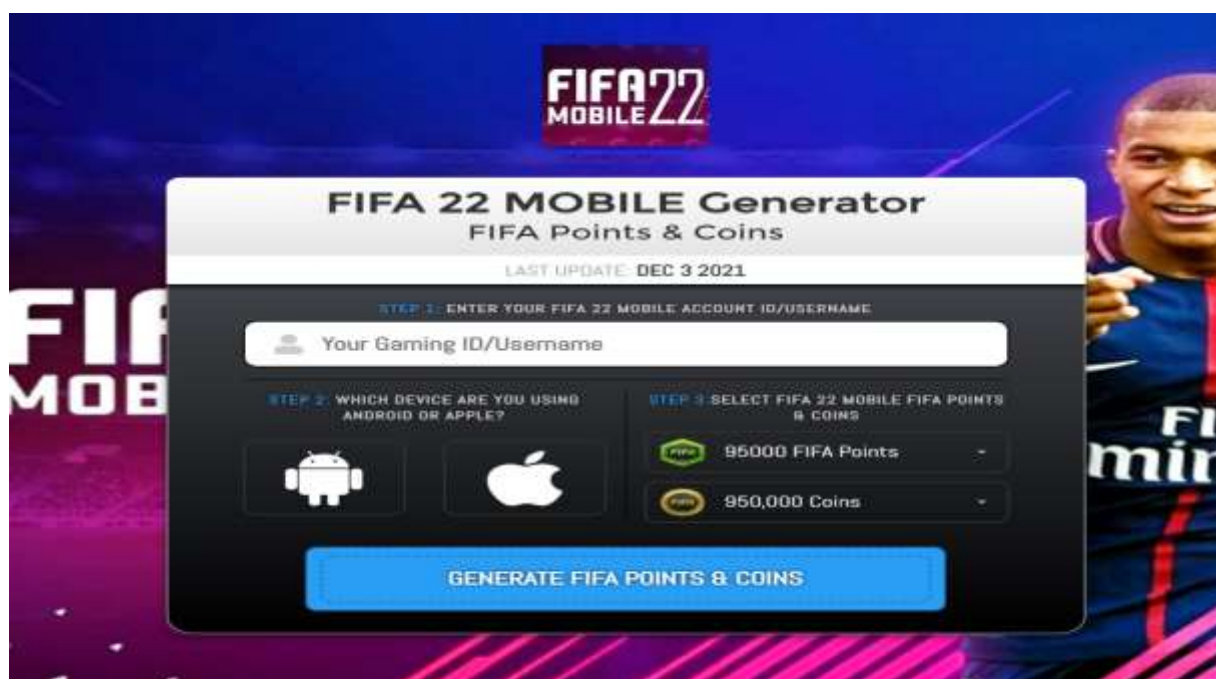 FIFA 22
MOBILE
FIFA 22 MOBILE Generator
FIFA Points & Coins
LAST UPDATE: DEC 3 2021
STEP 1: ENTER YOUR FIFA 22 MOBILE ACCOUNT ID/USERNAME
Your Gaming ID/Username
STEP 2: WHICH DEVICE ARE YOU USING
ANDROID OR APPLE?
STEP 3: SELECT FIFA 22 MOBILE FIFA POINTS
& COINS
95000 FIFA Points
950,000 Coins
GENERATE FIFA POINTS & COINS
FIF
MOB